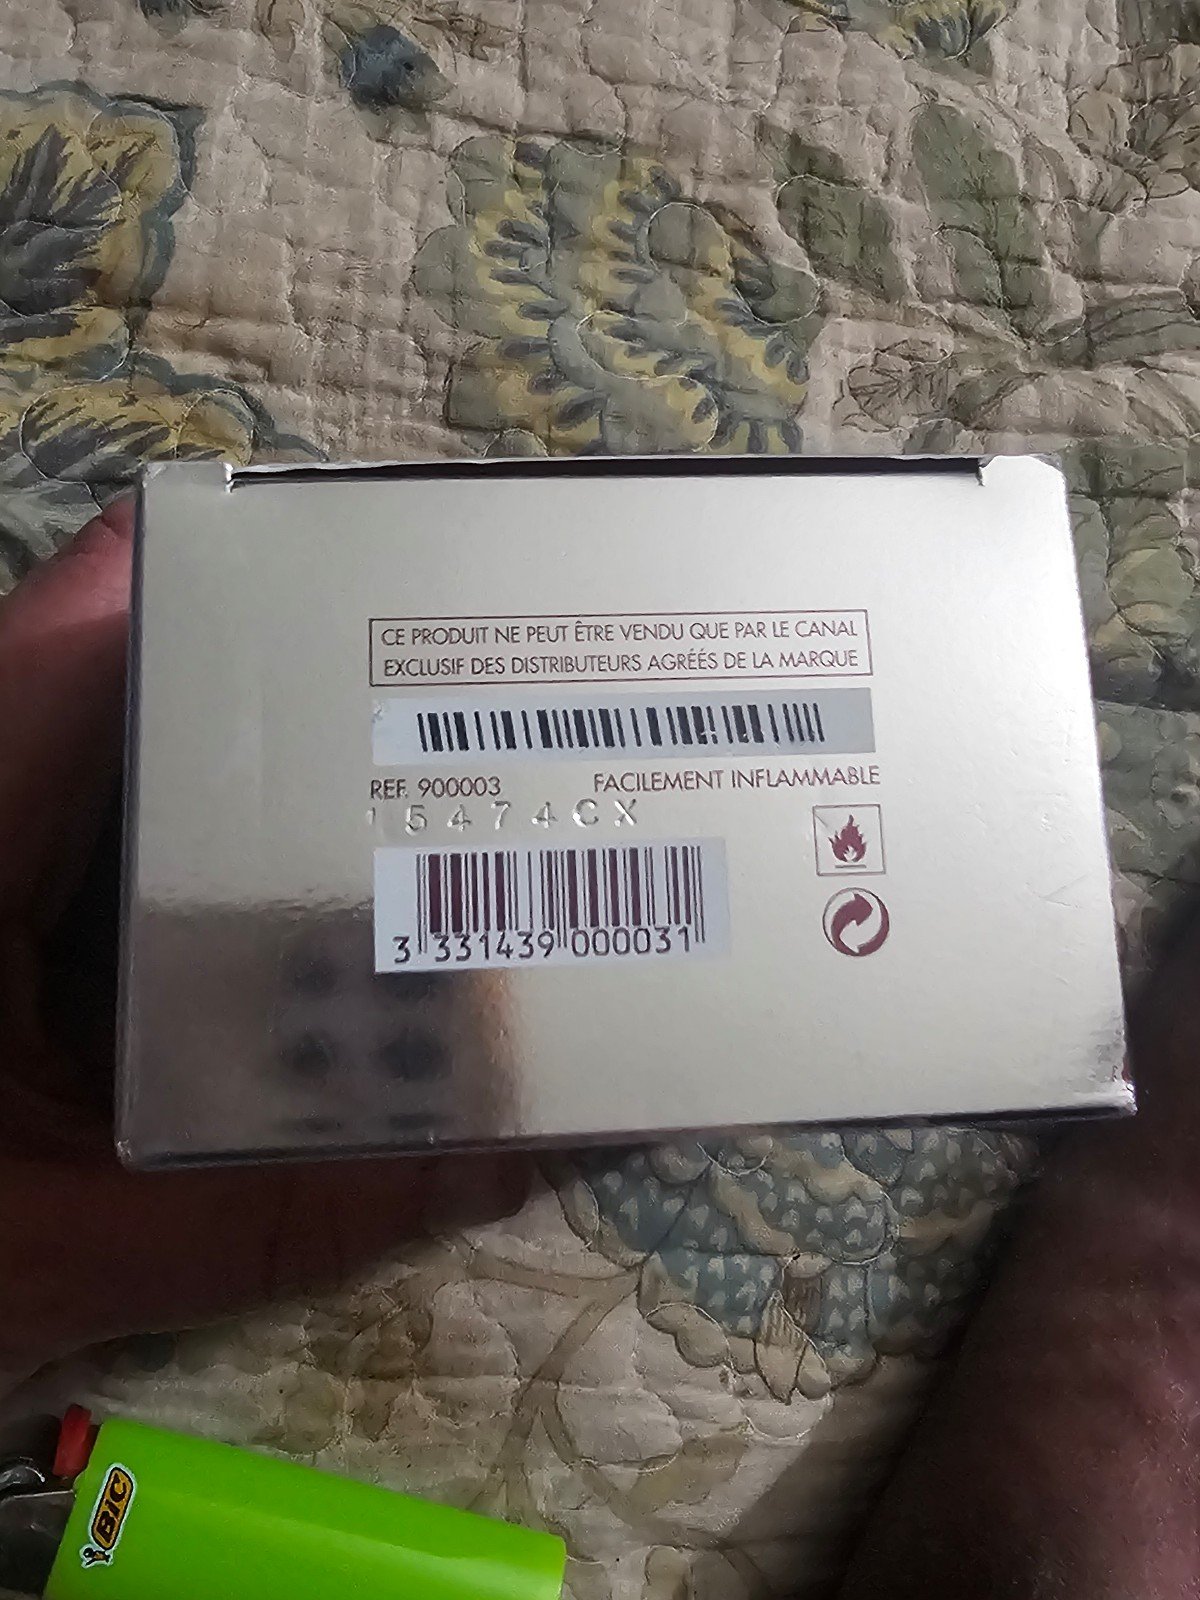 CE PRODUIT NE PEUT ÊTRE VENDU QUE PAR LE CANAL
EXCLUSIF DES DISTRIBUTEURS AGRÉÉS DE LA MARQUE
REF. 900003 FACILEMENT INFLAMMABLE
5474CX
3 331439 000031
BIC